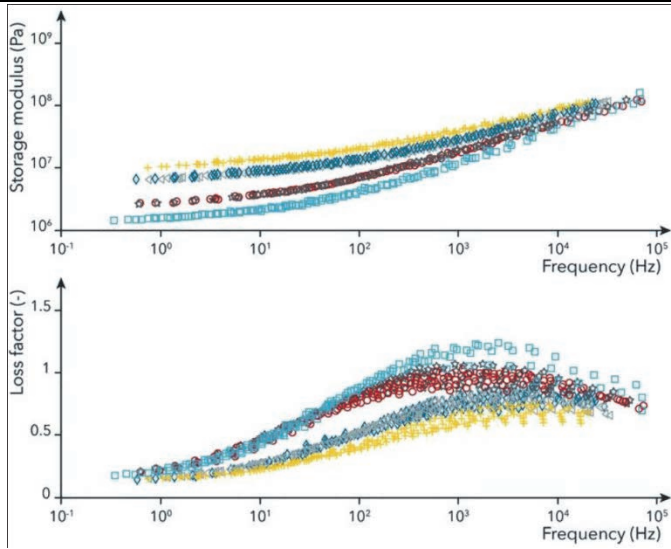 Storage modulus (Pa)
10⁹
10⁸
10⁷
10⁶
10⁻¹ 10⁰ 10¹ 10² 10³ 10⁴ 10⁵
Frequency (Hz)
Loss factor (-)
1.5
1
0.5
0
10⁻¹ 10⁰ 10¹ 10² 10³ 10⁴ 10⁵
Frequency (Hz)